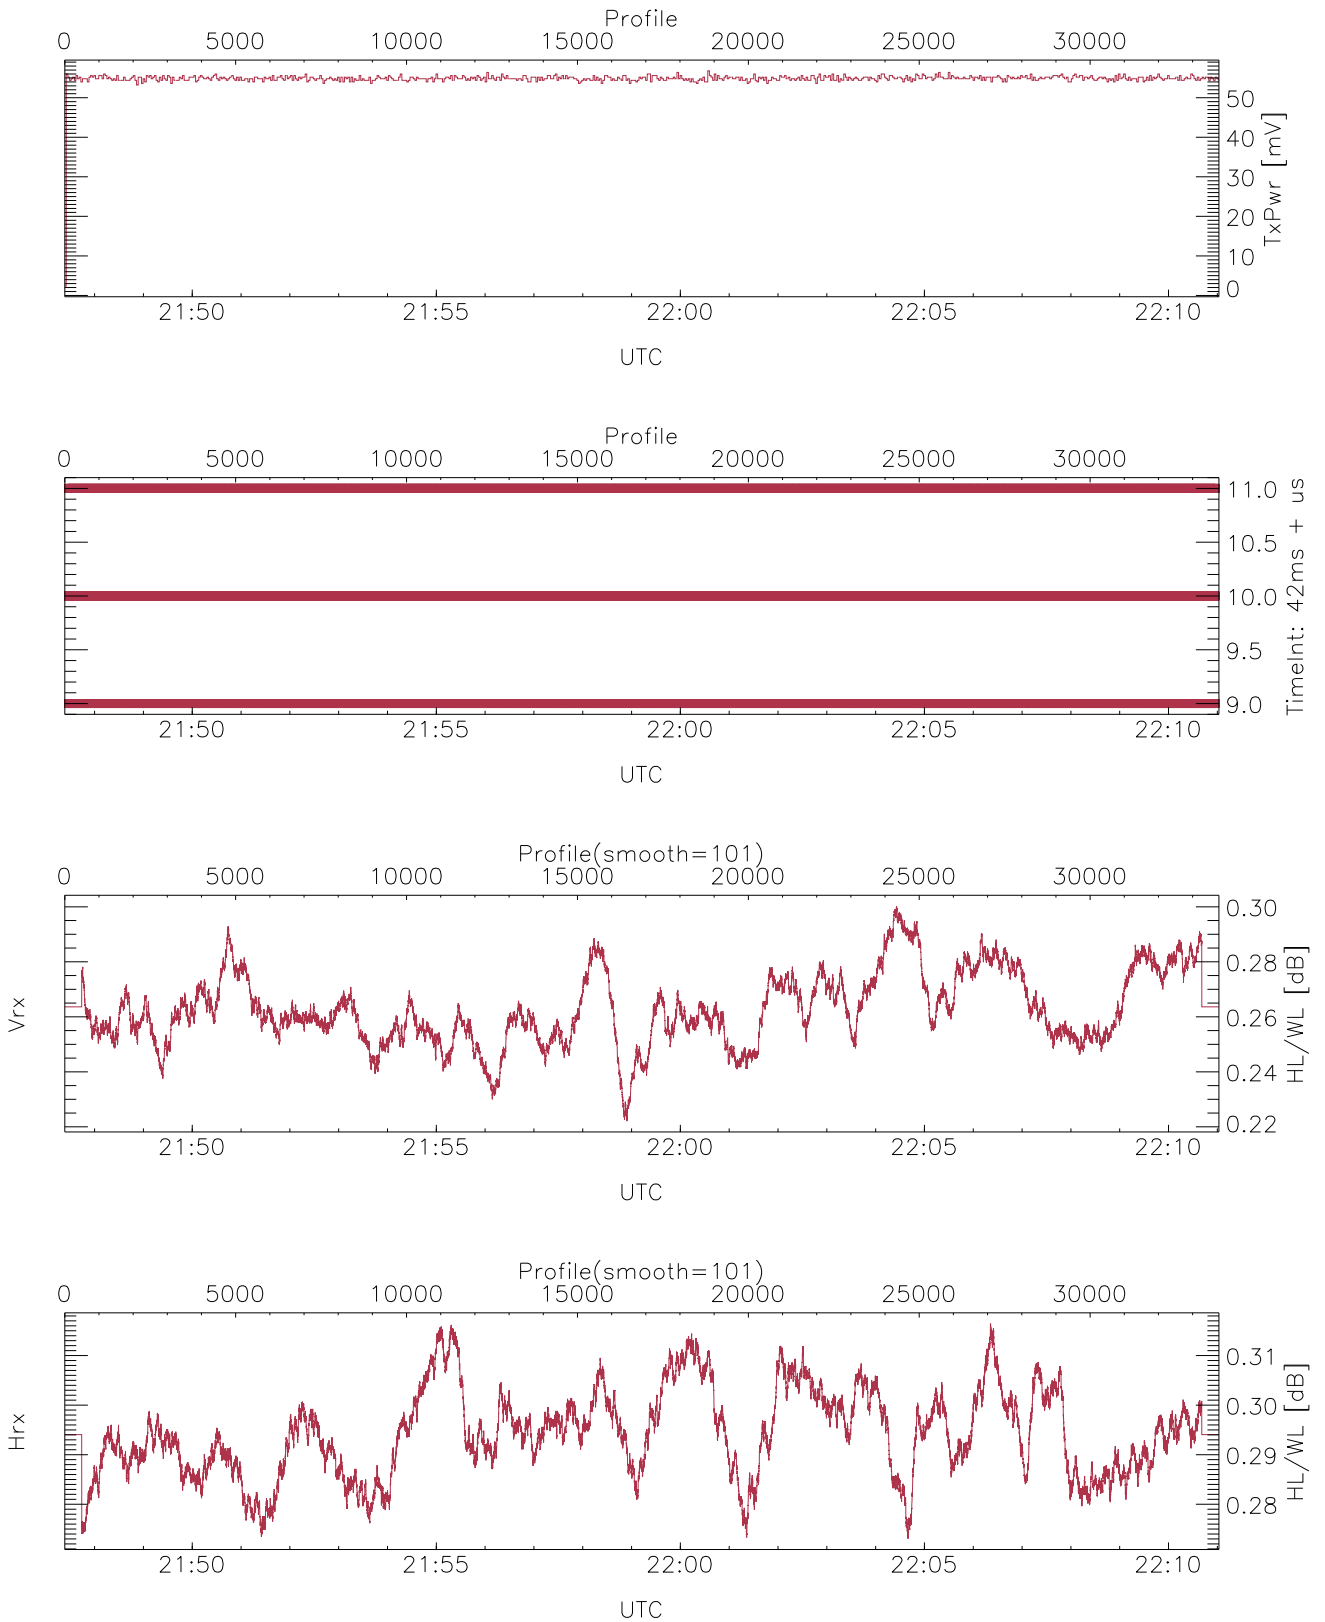 Profile
0 5000 10000 15000 20000 25000 30000
50
40
30
20
10
0
TxPwr [mV]
21:50 21:55 22:00 22:05 22:10
UTC
Profile
0 5000 10000 15000 20000 25000 30000
11.0
10.5
10.0
9.5
9.0
TimeInt: 42ms + us
21:50 21:55 22:00 22:05 22:10
UTC
Profile(smooth=101)
0 5000 10000 15000 20000 25000 30000
Vrx
0.30
0.28
0.26
0.24
0.22
HL/WL [dB]
21:50 21:55 22:00 22:05 22:10
UTC
Profile(smooth=101)
0 5000 10000 15000 20000 25000 30000
Hrx
0.31
0.30
0.29
0.28
HL/WL [dB]
21:50 21:55 22:00 22:05 22:10
UTC